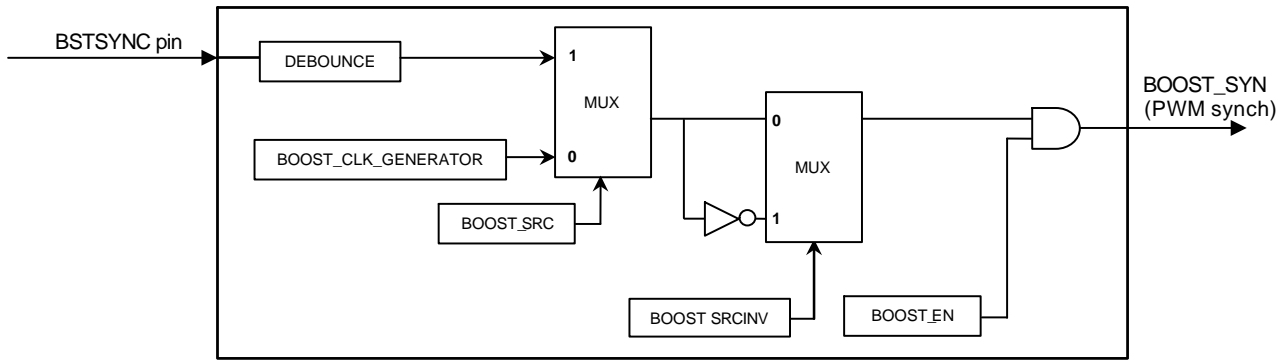 BSTSYNC pin
DEBOUNCE
1
MUX
BOOST_SYN
(PWM synch)
0
BOOST_CLK_GENERATOR
0
MUX
BOOST_SRC
1
BOOST SRCINV
BOOST_EN